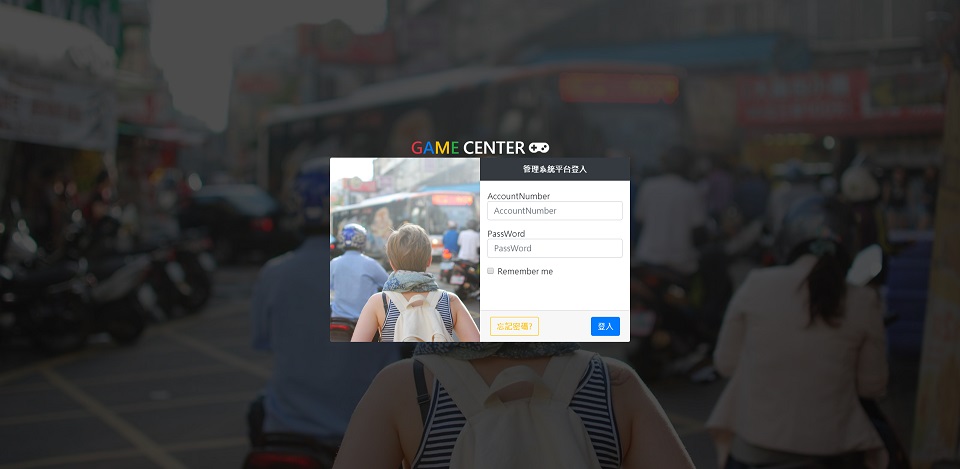 GAME CENTER
管理系統平台登入
AccountNumber
AccountNumber
PassWord
PassWord
Remember me
忘記密碼?
登入